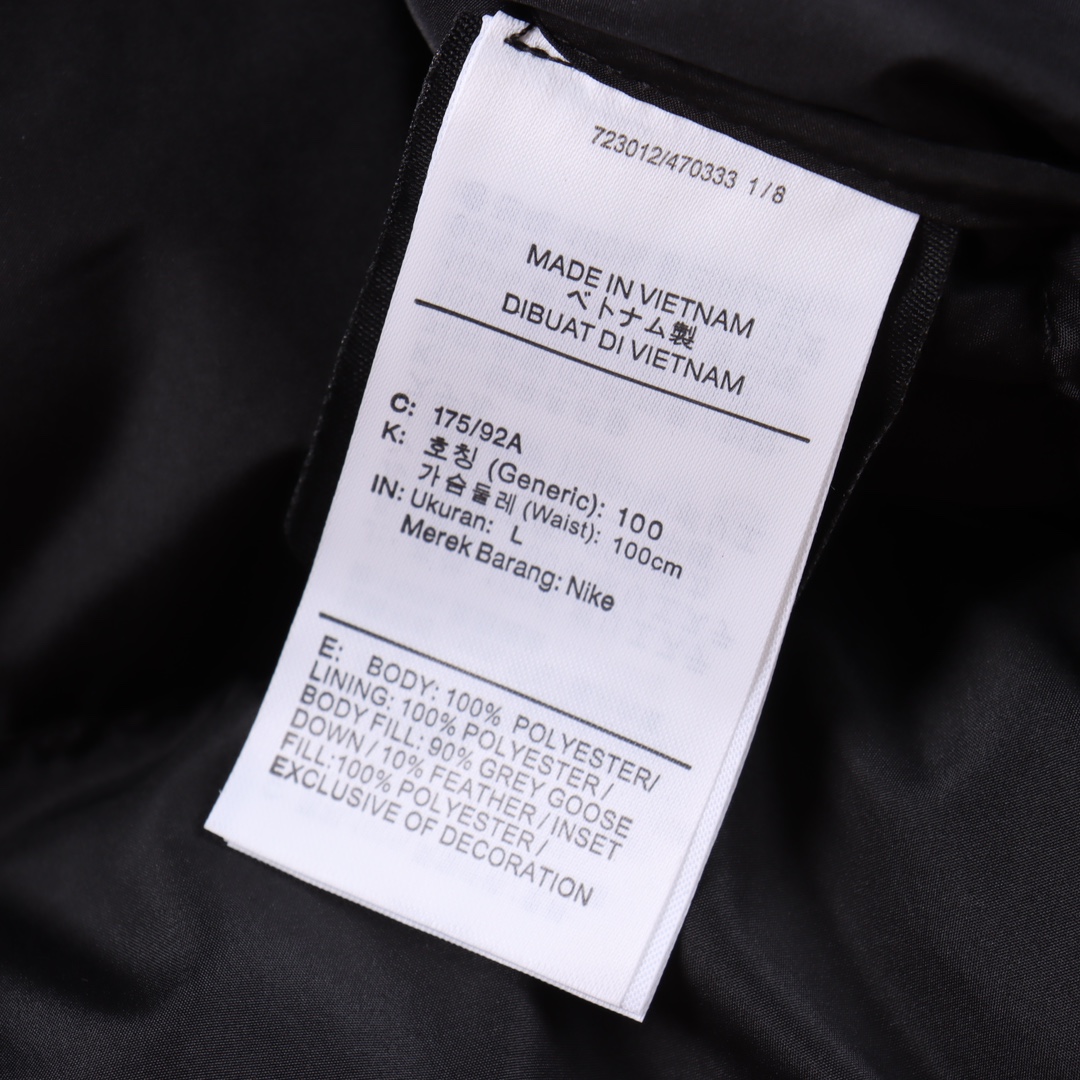 723012/470333 1/8
MADE IN VIETNAM
ベトナム製
DIBUAT DI VIETNAM
C: 175/92A
K: 호칭 (Generic): 100
가슴둘레 (Waist): 100cm
IN: Ukuran: L
Merek Barang: Nike
E: BODY: 100% POLYESTER/
LINING: 100% POLYESTER /
BODY FILL: 90% GREY GOOSE
DOWN / 10% FEATHER / INSET
FILL:100% POLYESTER /
EXCLUSIVE OF DECORATION